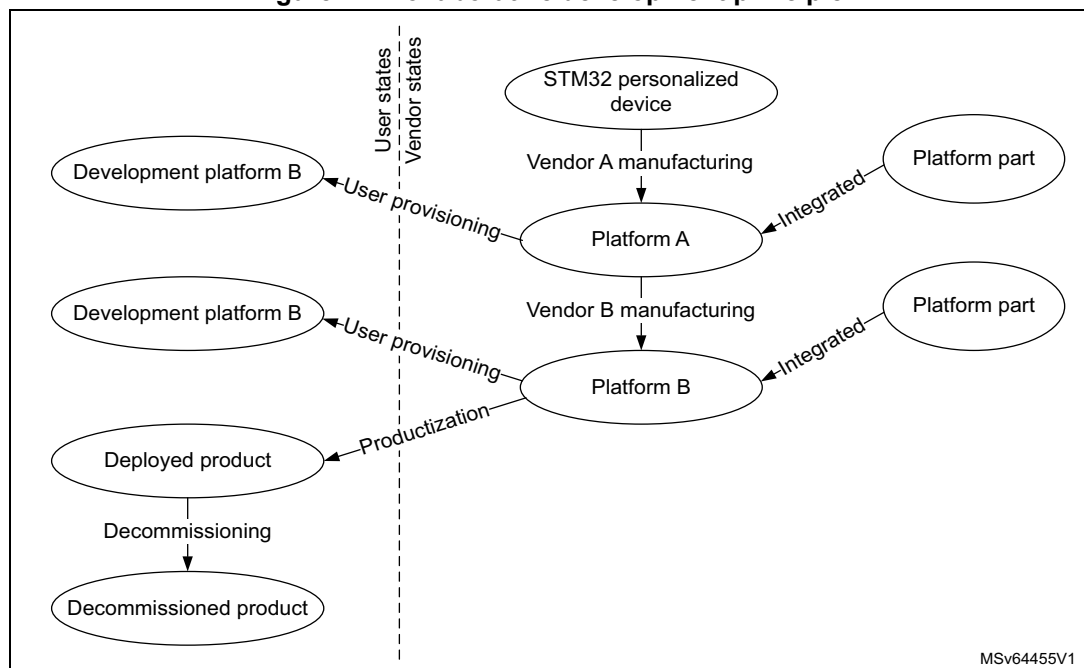 User states
Vendor states
STM32 personalized
device
Vendor A manufacturing
Platform part
Development platform B
User provisioning
Integrated
Platform A
Development platform B
Vendor B manufacturing
Platform part
User provisioning
Integrated
Platform B
Productization
Deployed product
Decommissioning
Decommissioned product
MSv64455V1